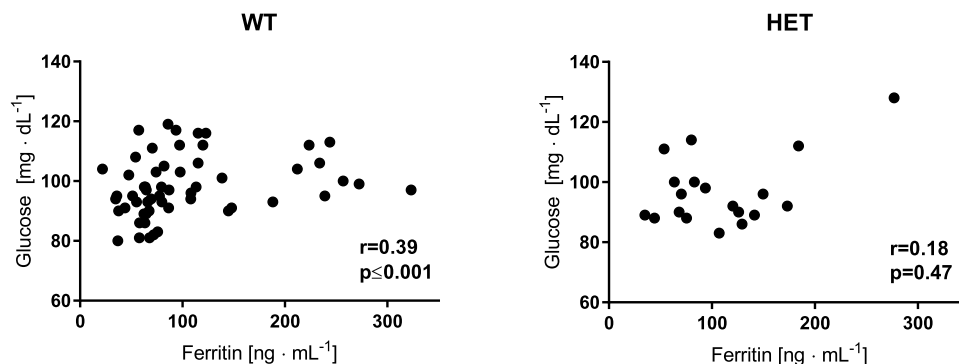 WT
Glucose [mg · dL⁻¹]
140
120
100
80
60
0
100
200
300
Ferritin [ng · mL⁻¹]
r=0.39
p≤0.001
HET
Glucose [mg · dL⁻¹]
140
120
100
80
60
0
100
200
300
Ferritin [ng · mL⁻¹]
r=0.18
p=0.47